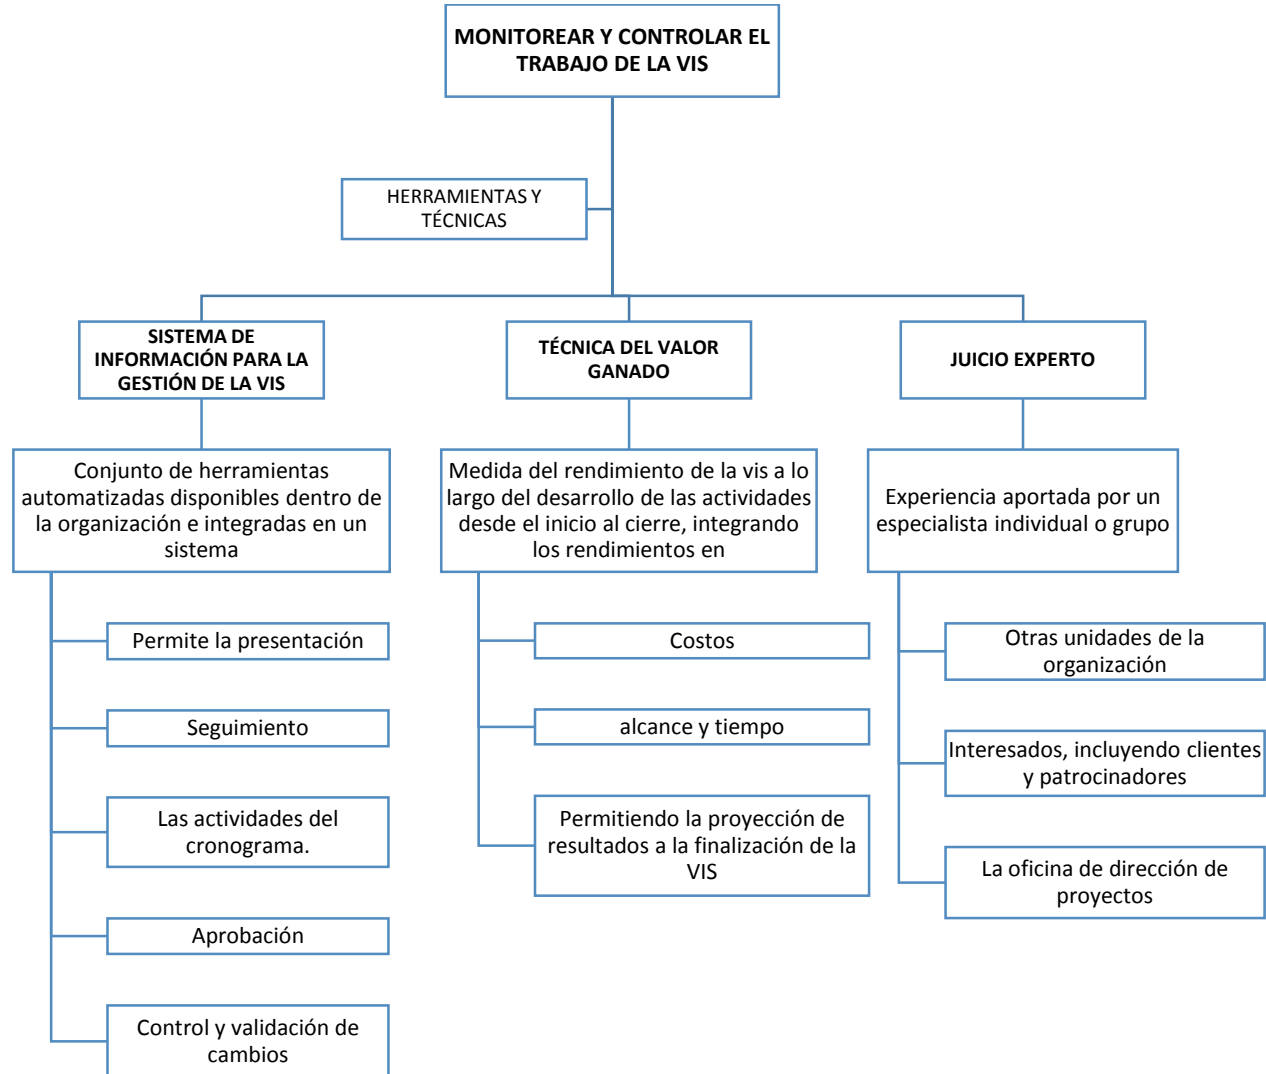 MONITOREAR Y CONTROLAR EL
TRABAJO DE LA VIS
HERRAMIENTAS Y
TÉCNICAS
SISTEMA DE
INFORMACIÓN PARA LA
GESTIÓN DE LA VIS
Conjunto de herramientas
automatizadas disponibles dentro de
la organización e integradas en un
sistema
Permite la presentación
Seguimiento
Las actividades del
cronograma.
Aprobación
Control y validación de
cambios
TÉCNICA DEL VALOR
GANADO
Medida del rendimiento de la vis a lo
largo del desarrollo de las actividades
desde el inicio al cierre, integrando
los rendimientos en
Costos
alcance y tiempo
Permitiendo la proyección de
resultados a la finalización de la
VIS
JUICIO EXPERTO
Experiencia aportada por un
especialista individual o grupo
Otras unidades de la
organización
Interesados, incluyendo clientes
y patrocinadores
La oficina de dirección de
proyectos